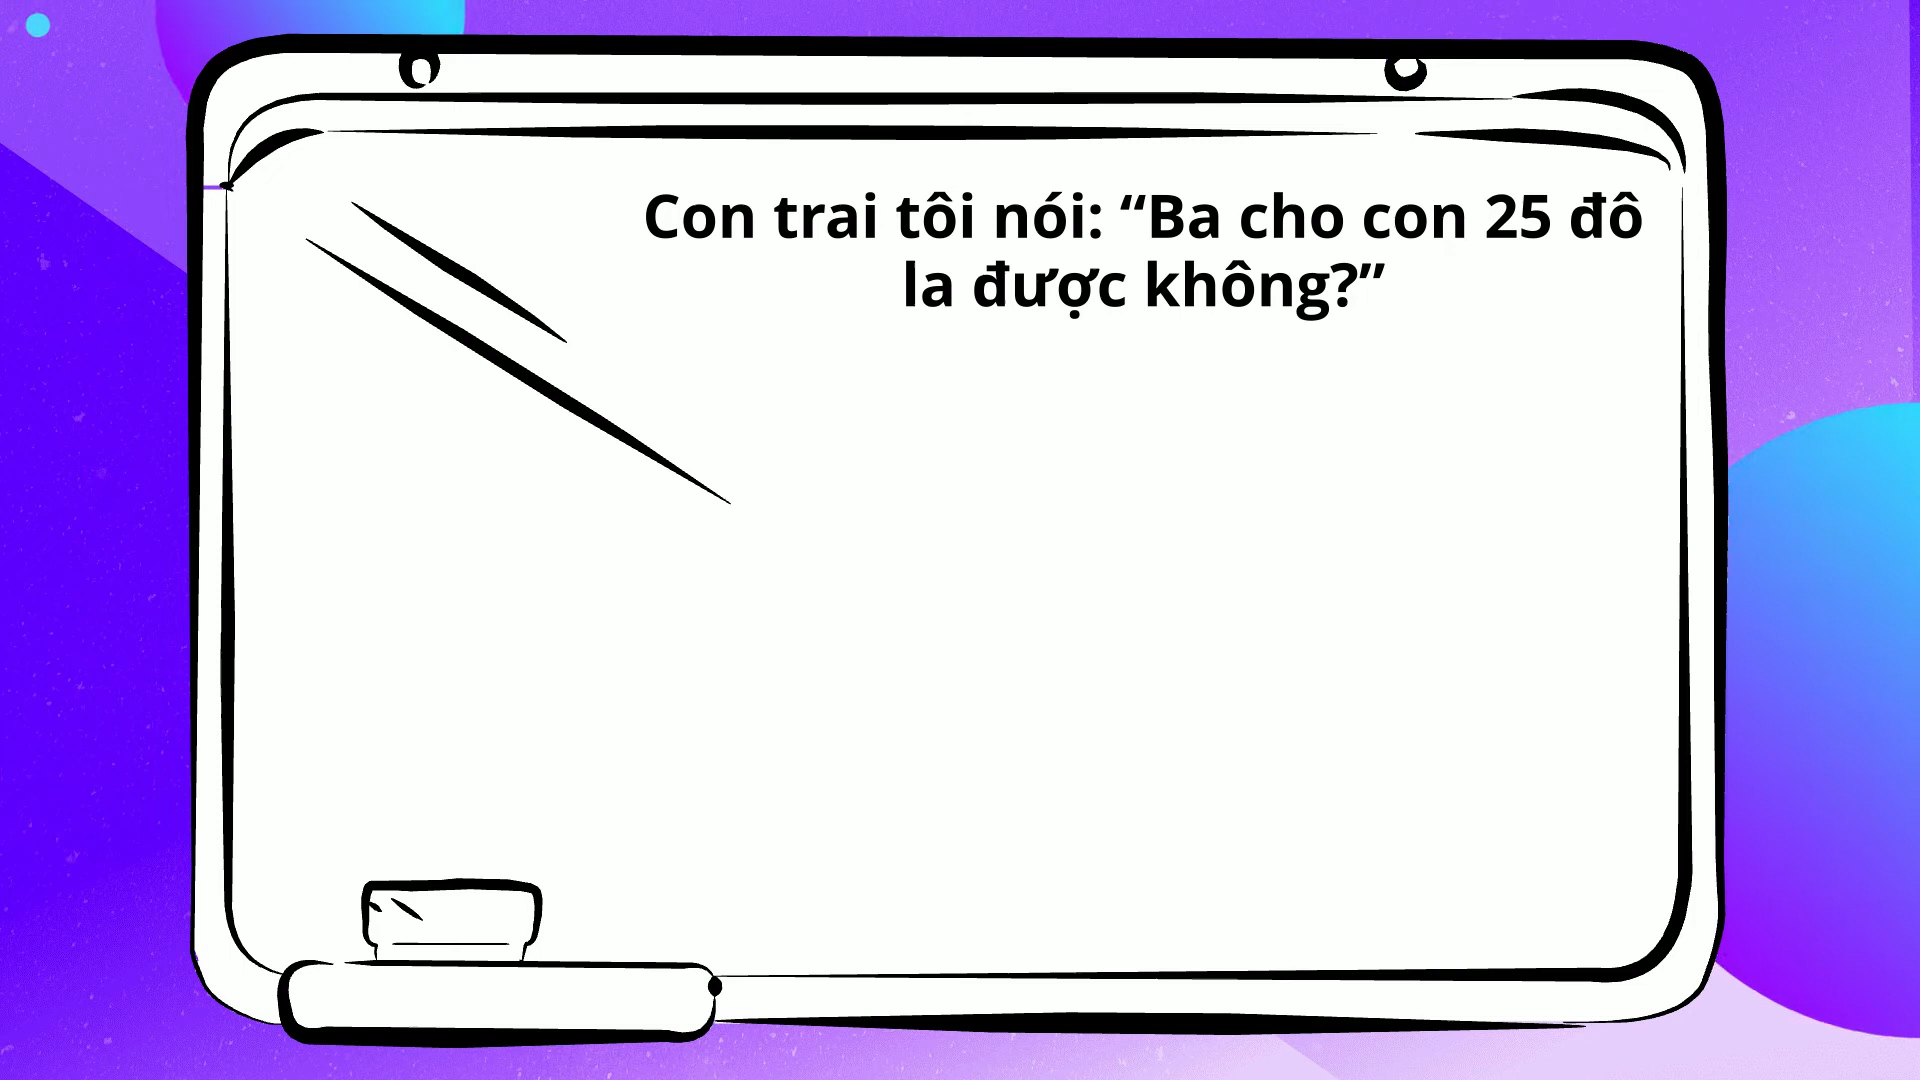 Con trai tôi nói: “Ba cho con 25 đô
la được không?”